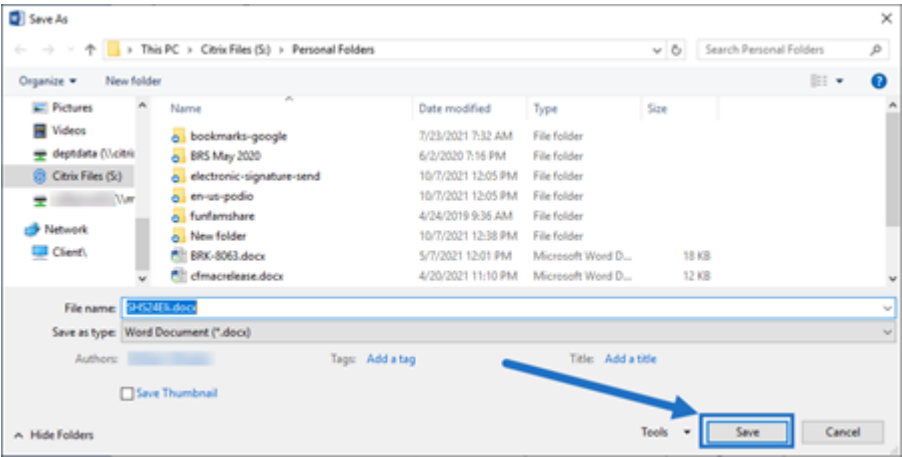 Save As
This PC › Citrix Files (S:) › Personal Folders
Search Personal Folders
Organize
New folder
Pictures
Videos
deptdata (\\citri
Citrix Files (S:)
Network
Client\
Name Date modified Type Size
bookmarks-google 7/23/2021 7:32 AM File folder
BRS May 2020 6/2/2020 7:16 PM File folder
electronic-signature-send 10/7/2021 12:05 PM File folder
en-us-podio 10/7/2021 12:05 PM File folder
funfamshare 4/24/2019 9:36 AM File folder
New folder 10/7/2021 12:38 PM File folder
BRK-8063.docx 5/7/2021 12:01 PM Microsoft Word D... 18 KB
cfmacrelease.docx 4/20/2021 11:10 PM Microsoft Word D... 12 KB
File name:
Save as type: Word Document (*.docx)
Authors: Tags: Add a tag Title: Add a title
Save Thumbnail
Hide Folders Tools Save Cancel